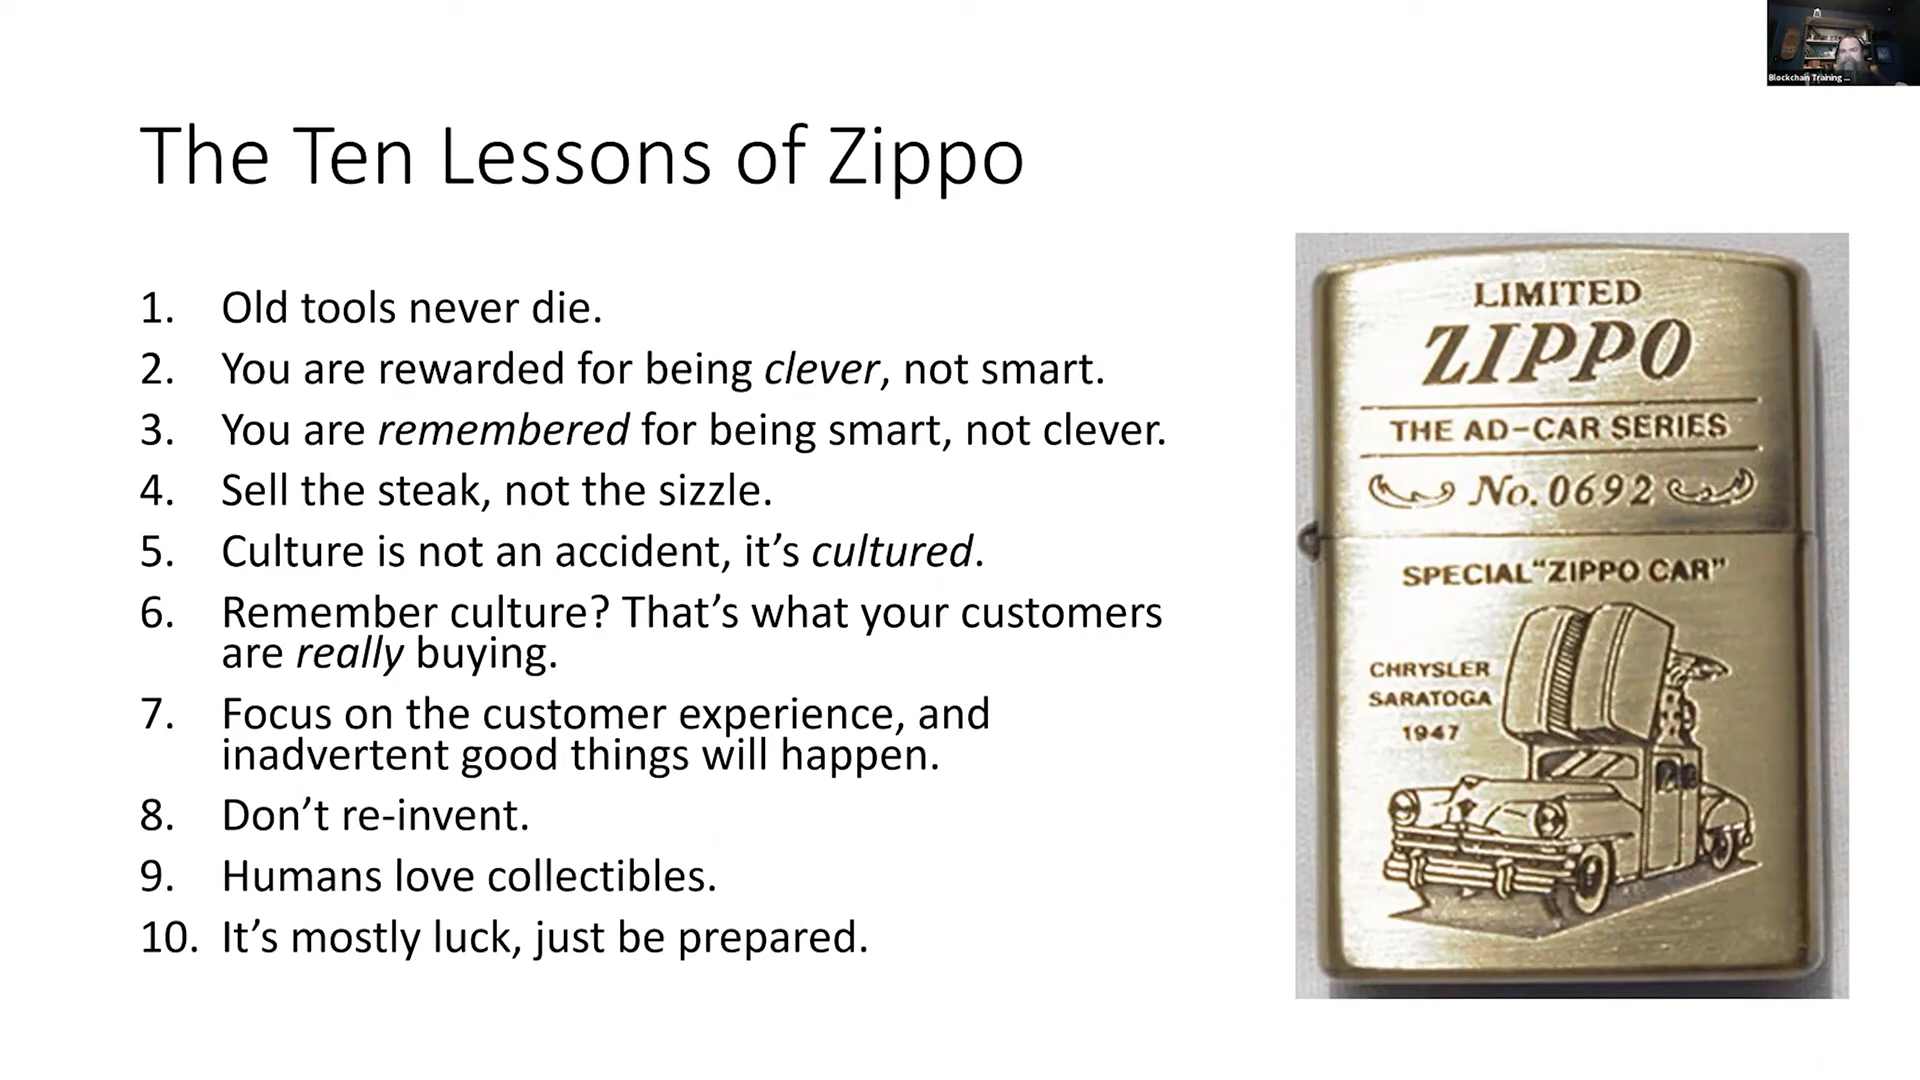 Blockchain Training ...
The Ten Lessons of Zippo
1. Old tools never die.
2. You are rewarded for being clever, not smart.
3. You are remembered for being smart, not clever.
4. Sell the steak, not the sizzle.
5. Culture is not an accident, it’s cultured.
6. Remember culture? That’s what your customers
are really buying.
7. Focus on the customer experience, and
inadvertent good things will happen.
8. Don’t re-invent.
9. Humans love collectibles.
10. It’s mostly luck, just be prepared.
LIMITED
ZIPPO
THE AD-CAR SERIES
No. 0692
SPECIAL "ZIPPO CAR"
CHRYSLER
SARATOGA
1947